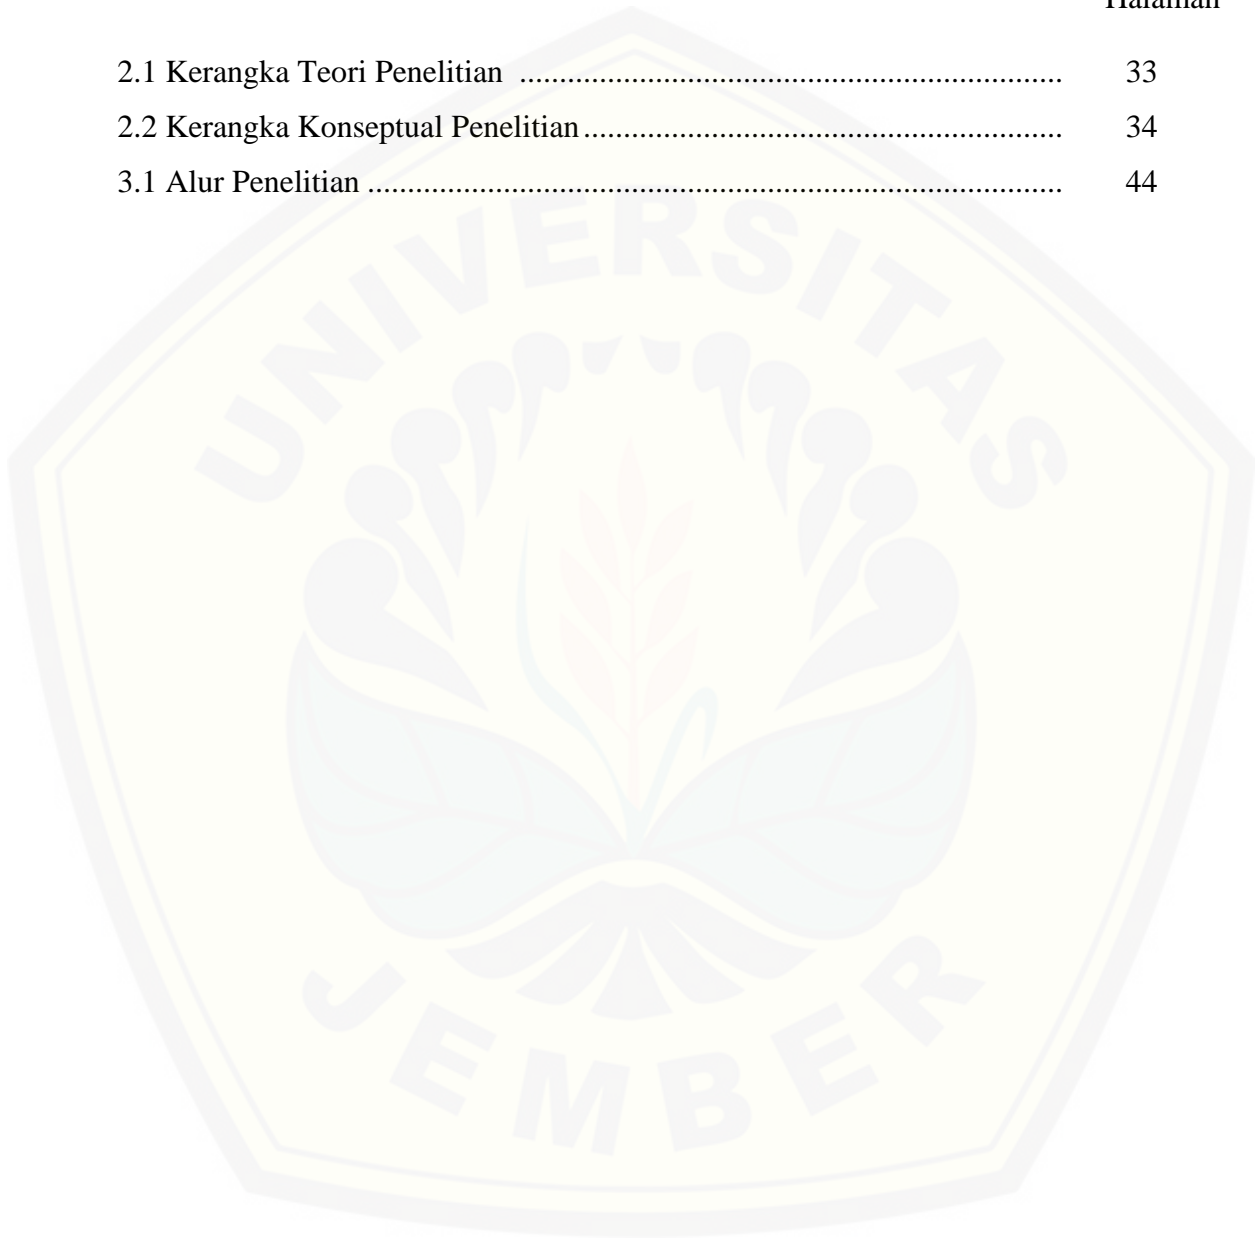 Halaman
2.1 Kerangka Teori Penelitian .................................................................... 33
2.2 Kerangka Konseptual Penelitian............................................................ 34
3.1 Alur Penelitian ....................................................................................... 44
UNIVERSITAS
JEMBER